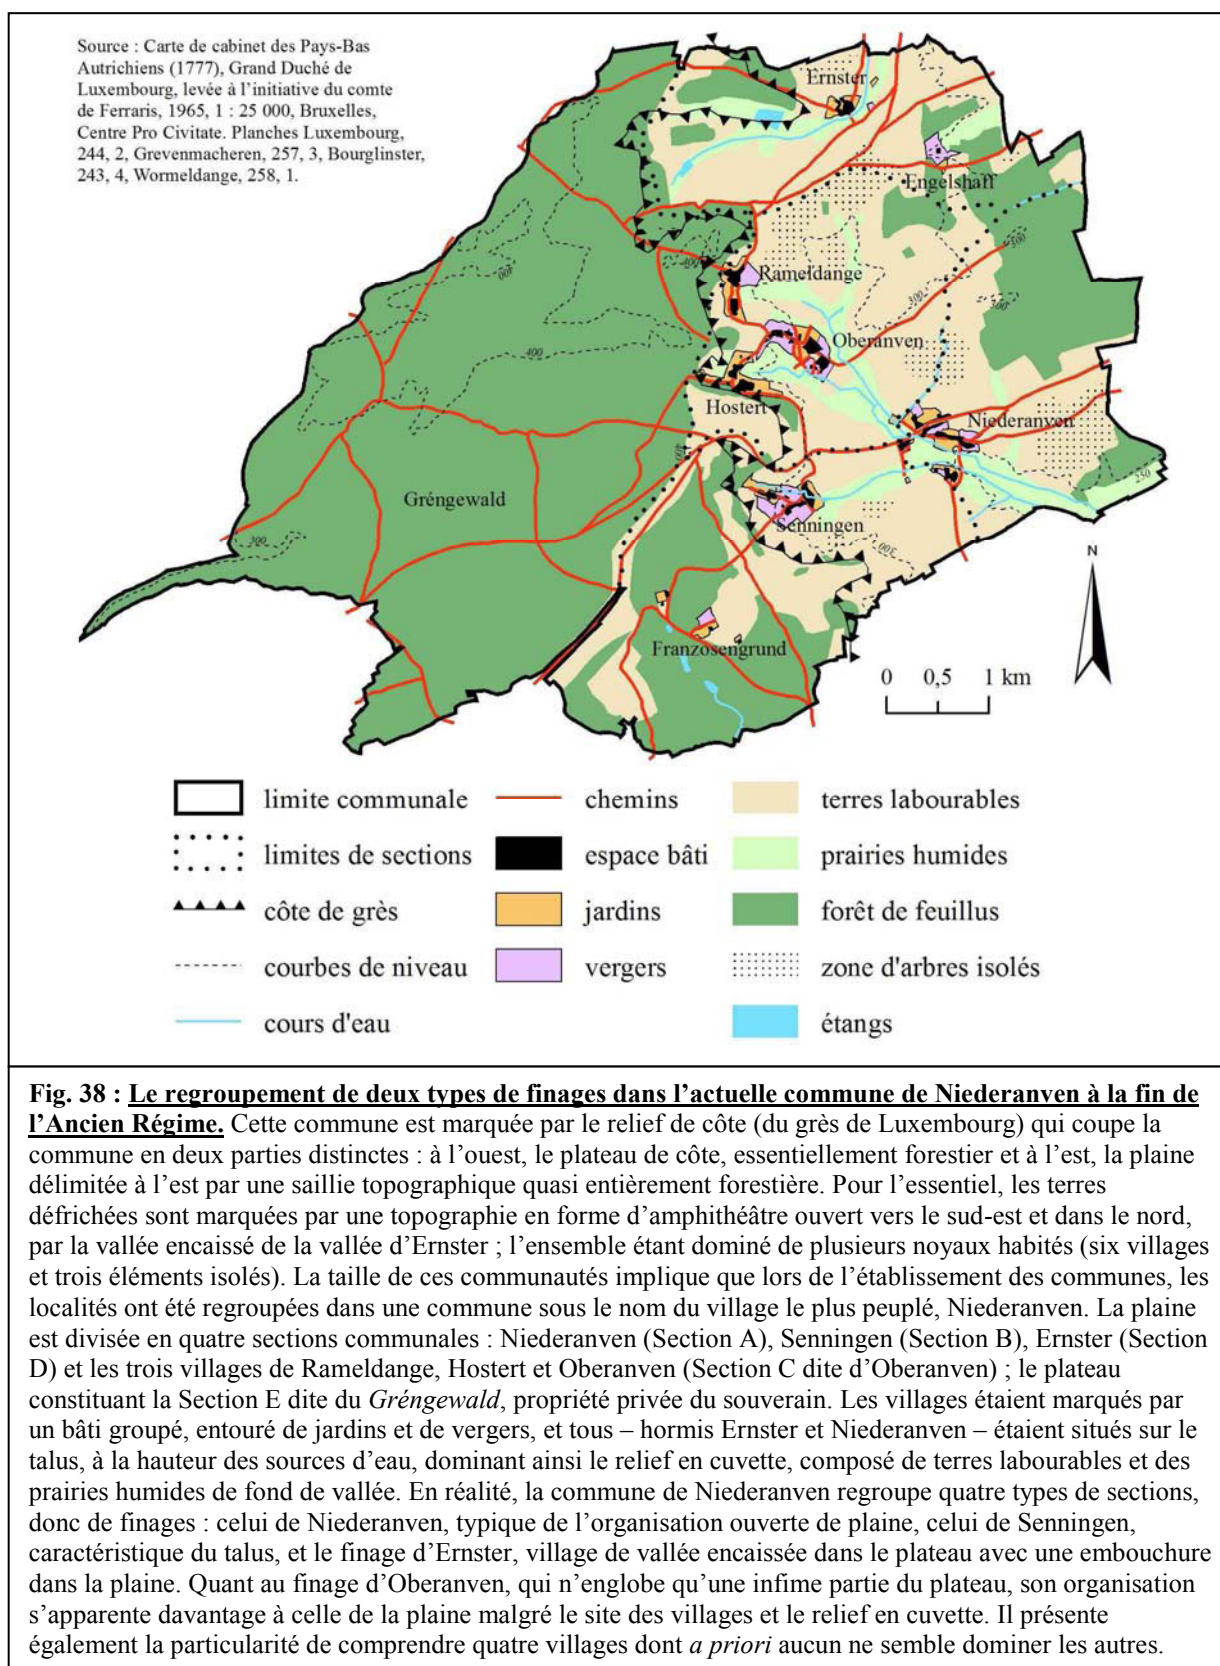 Source : Carte de cabinet des Pays-Bas
Autrichiens (1777), Grand Duché de
Luxembourg, levée à l'initiative du comte
de Ferraris, 1965, 1 : 25 000, Bruxelles,
Centre Pro Civitate. Planches Luxembourg,
244, 2, Grevenmacheren, 257, 3, Bourglinster,
243, 4, Wormeldange, 258, 1.
Ernster
Engelshaff
400
300
400
Rameldange
300
300
Oberanven
400
Hostert
Niederanven
400
Gréngewald
250
Senningen
300
300
N
Franzosengrund
0 0,5 1 km
limite communale
chemins
terres labourables
limites de sections
espace bâti
prairies humides
côte de grès
jardins
forêt de feuillus
courbes de niveau
vergers
zone d'arbres isolés
cours d'eau
étangs
Fig. 38 : Le regroupement de deux types de finages dans l'actuelle commune de Niederanven à la fin de
l'Ancien Régime. Cette commune est marquée par le relief de côte (du grès de Luxembourg) qui coupe la
commune en deux parties distinctes : à l'ouest, le plateau de côte, essentiellement forestier et à l'est, la plaine
délimitée à l'est par une saillie topographique quasi entièrement forestière. Pour l'essentiel, les terres
défrichées sont marquées par une topographie en forme d'amphithéâtre ouvert vers le sud-est et dans le nord,
par la vallée encaissé de la vallée d'Ernster ; l'ensemble étant dominé de plusieurs noyaux habités (six villages
et trois éléments isolés). La taille de ces communautés implique que lors de l'établissement des communes, les
localités ont été regroupées dans une commune sous le nom du village le plus peuplé, Niederanven. La plaine
est divisée en quatre sections communales : Niederanven (Section A), Senningen (Section B), Ernster (Section
D) et les trois villages de Rameldange, Hostert et Oberanven (Section C dite d'Oberanven) ; le plateau
constituant la Section E dite du Gréngewald, propriété privée du souverain. Les villages étaient marqués par
un bâti groupé, entouré de jardins et de vergers, et tous – hormis Ernster et Niederanven – étaient situés sur le
talus, à la hauteur des sources d'eau, dominant ainsi le relief en cuvette, composé de terres labourables et des
prairies humides de fond de vallée. En réalité, la commune de Niederanven regroupe quatre types de sections,
donc de finages : celui de Niederanven, typique de l'organisation ouverte de plaine, celui de Senningen,
caractéristique du talus, et le finage d'Ernster, village de vallée encaissée dans le plateau avec une embouchure
dans la plaine. Quant au finage d'Oberanven, qui n'englobe qu'une infime partie du plateau, son organisation
s'apparente davantage à celle de la plaine malgré le site des villages et le relief en cuvette. Il présente
également la particularité de comprendre quatre villages dont a priori aucun ne semble dominer les autres.